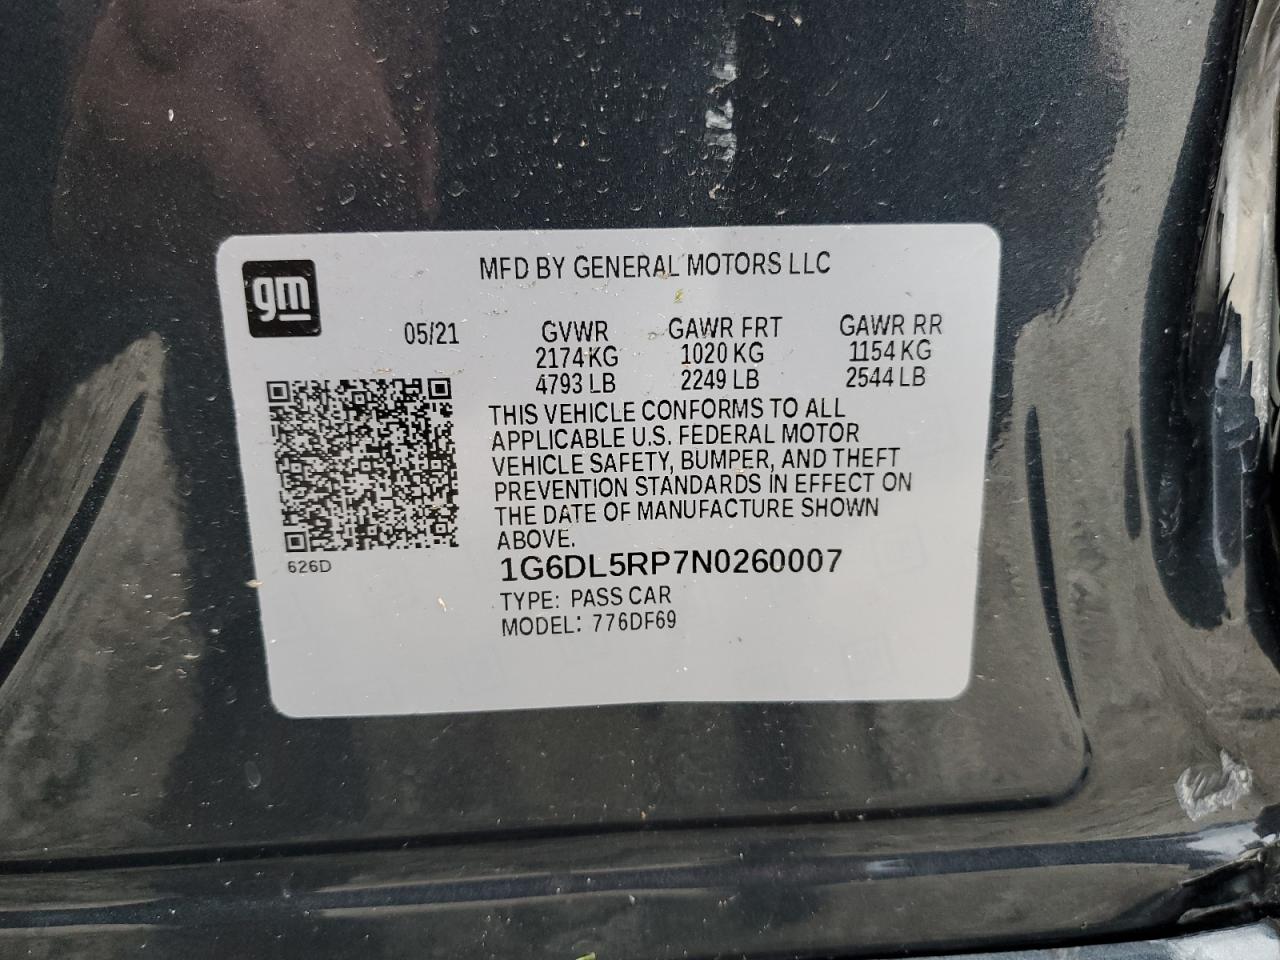 gm
MFD BY GENERAL MOTORS LLC
05/21 GVWR GAWR FRT GAWR RR
2174 KG 1020 KG 1154 KG
4793 LB 2249 LB 2544 LB
THIS VEHICLE CONFORMS TO ALL
APPLICABLE U.S. FEDERAL MOTOR
VEHICLE SAFETY, BUMPER, AND THEFT
PREVENTION STANDARDS IN EFFECT ON
THE DATE OF MANUFACTURE SHOWN
ABOVE.
626D
1G6DL5RP7N0260007
TYPE: PASS CAR
MODEL: 776DF69